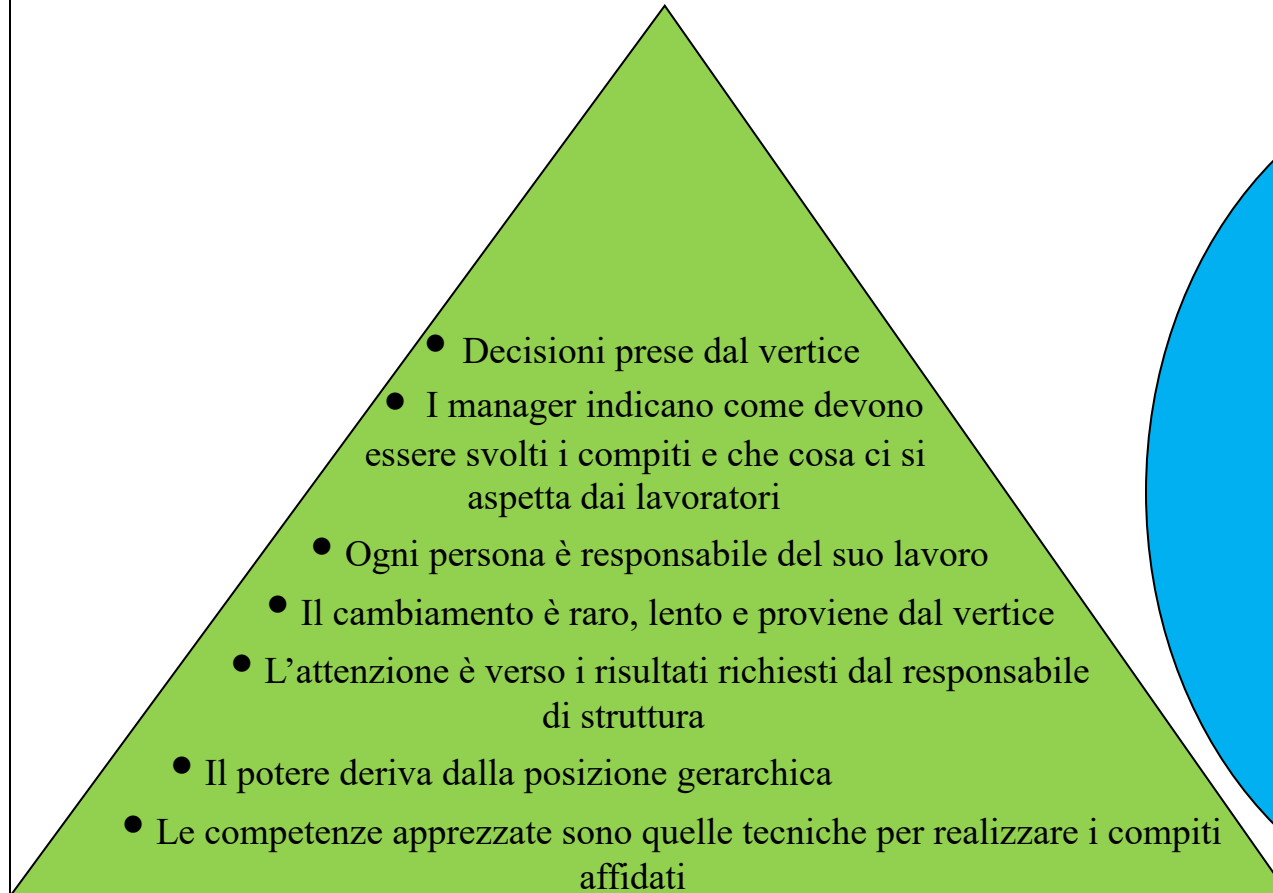 • Decisioni prese dal vertice
• I manager indicano come devono
essere svolti i compiti e che cosa ci si
aspetta dai lavoratori
• Ogni persona è responsabile del suo lavoro
• Il cambiamento è raro, lento e proviene dal vertice
• L’attenzione è verso i risultati richiesti dal responsabile
di struttura
• Il potere deriva dalla posizione gerarchica
• Le competenze apprezzate sono quelle tecniche per realizzare i compiti
affidati